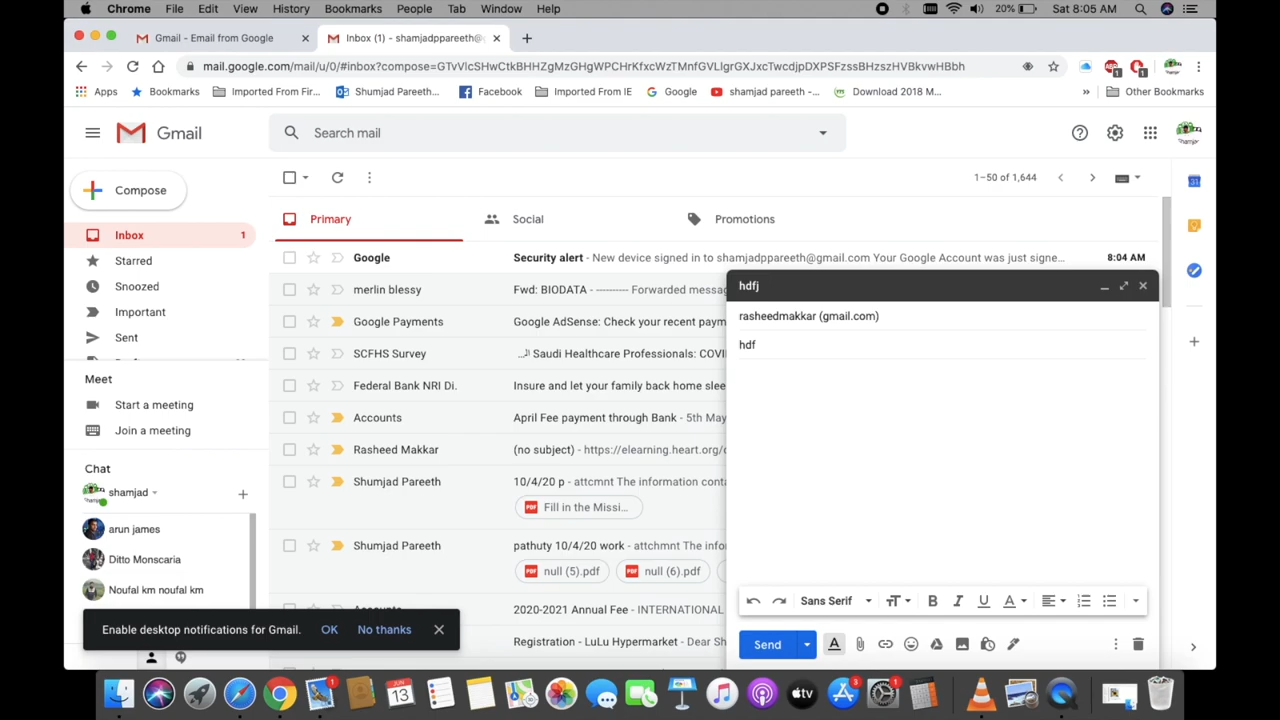 Chrome File Edit View History Bookmarks People Tab Window Help 20% Sat 8:05 AM
Gmail - Email from Google Inbox (1) - shamjadppareeth@g
mail.google.com/mail/u/0/#inbox?compose=GTvVlcSHwCtkBHHZgMzGHgWPCHrKfxcWzTMnfGVLlgrGXJxcTwcdjpDXPSFzssBHzszHVBkvwHBbh
Apps Bookmarks Imported From Fir... Shumjad Pareeth... Facebook Imported From IE Google shamjad pareeth -... Download 2018 M... » Other Bookmarks
Gmail Search mail
Compose 1–50 of 1,644
Primary Social Promotions
Inbox 1
Starred
Snoozed
Important
Sent
Google Security alert - New device signed in to shamjadppareeth@gmail.com Your Google Account was just signe... 8:04 AM
merlin blessy Fwd: BIODATA - ---------- Forwarded messag
Google Payments Google AdSense: Check your recent paym
SCFHS Survey Saudi Healthcare Professionals: COVI
Federal Bank NRI Di. Insure and let your family back home slee
Accounts April Fee payment through Bank - 5th May
Rasheed Makkar (no subject) - https://elearning.heart.org/c
Shumjad Pareeth 10/4/20 p - attcmnt The information conta
PDF Fill in the Missi...
Shumjad Pareeth pathuty 10/4/20 work - attchmnt The infor
PDF null (5).pdf PDF null (6).pdf
Accounts 2020-2021 Annual Fee - INTERNATIONAL
Registration - LuLu Hypermarket - Dear Sh
Meet
Start a meeting
Join a meeting
Chat
shamjad
arun james
Ditto Monscaria
Noufal km noufal km
Enable desktop notifications for Gmail. OK No thanks
hdfj
rasheedmakkar (gmail.com)
hdf
Sans Serif
Send
JUN
13